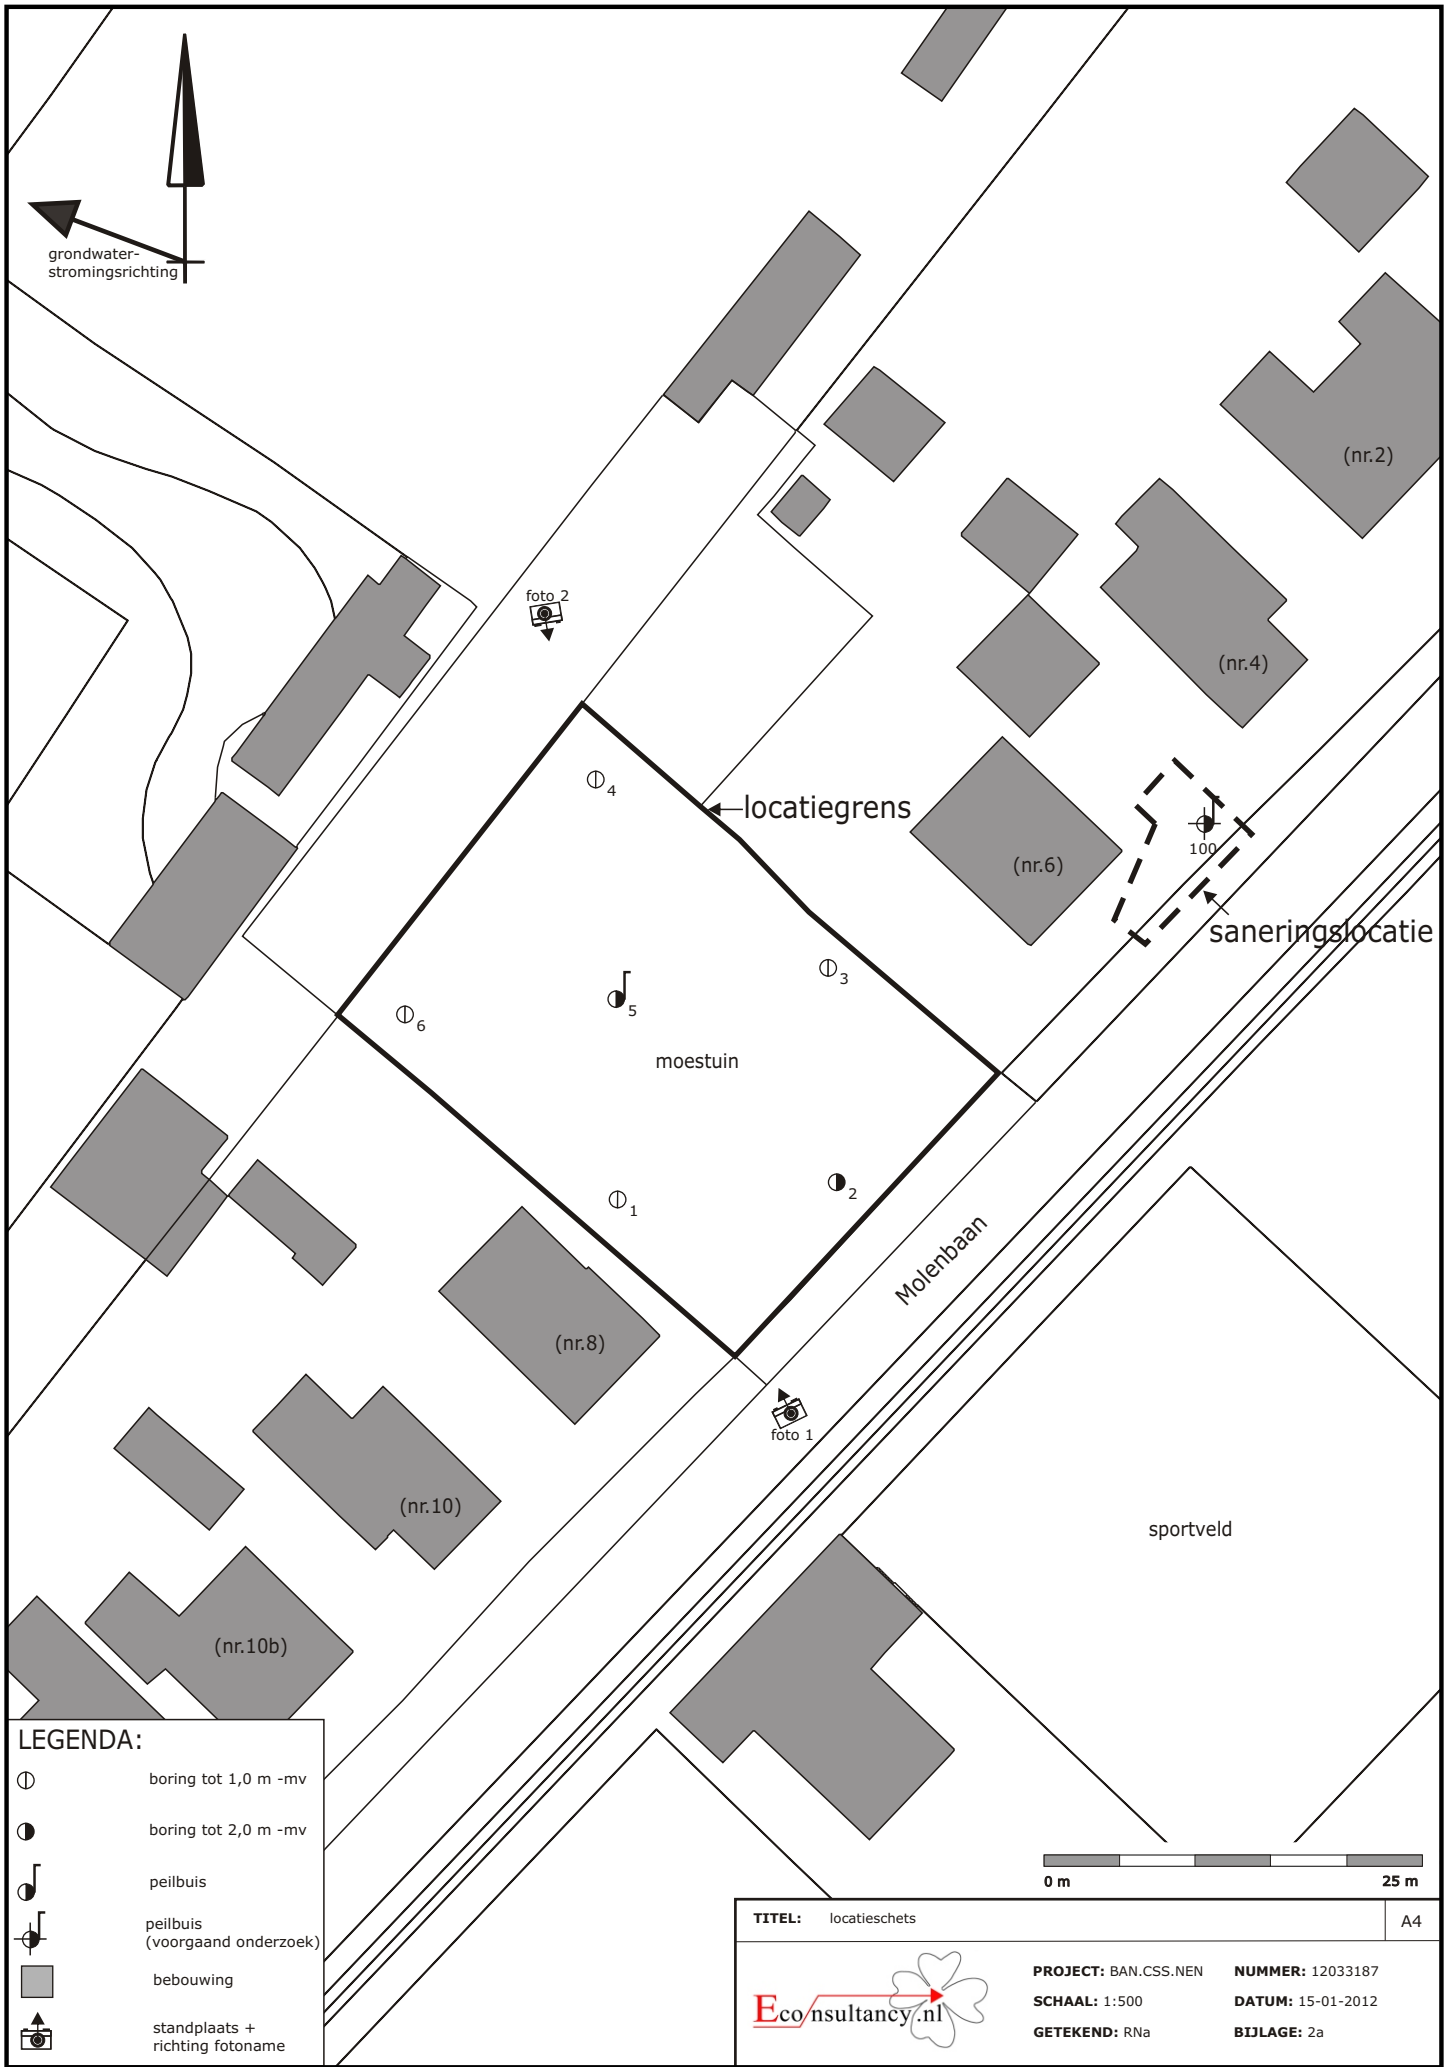 grondwater-
stromingsrichting
(nr.2)
foto 2
(nr.4)
4
locatiegrens
100
(nr.6)
saneringslocatie
3
5
6
moestuin
2
1
Molenbaan
(nr.8)
foto 1
(nr.10)
sportveld
(nr.10b)
LEGENDA:
boring tot 1,0 m -mv
boring tot 2,0 m -mv
peilbuis
peilbuis
(voorgaand onderzoek)
bebouwing
standplaats +
richting fotoname
0 m 25 m
TITEL: locatieschets A4
Econsultancy.nl
PROJECT: BAN.CSS.NEN NUMMER: 12033187
SCHAAL: 1:500 DATUM: 15-01-2012
GETEKEND: RNa BIJLAGE: 2a